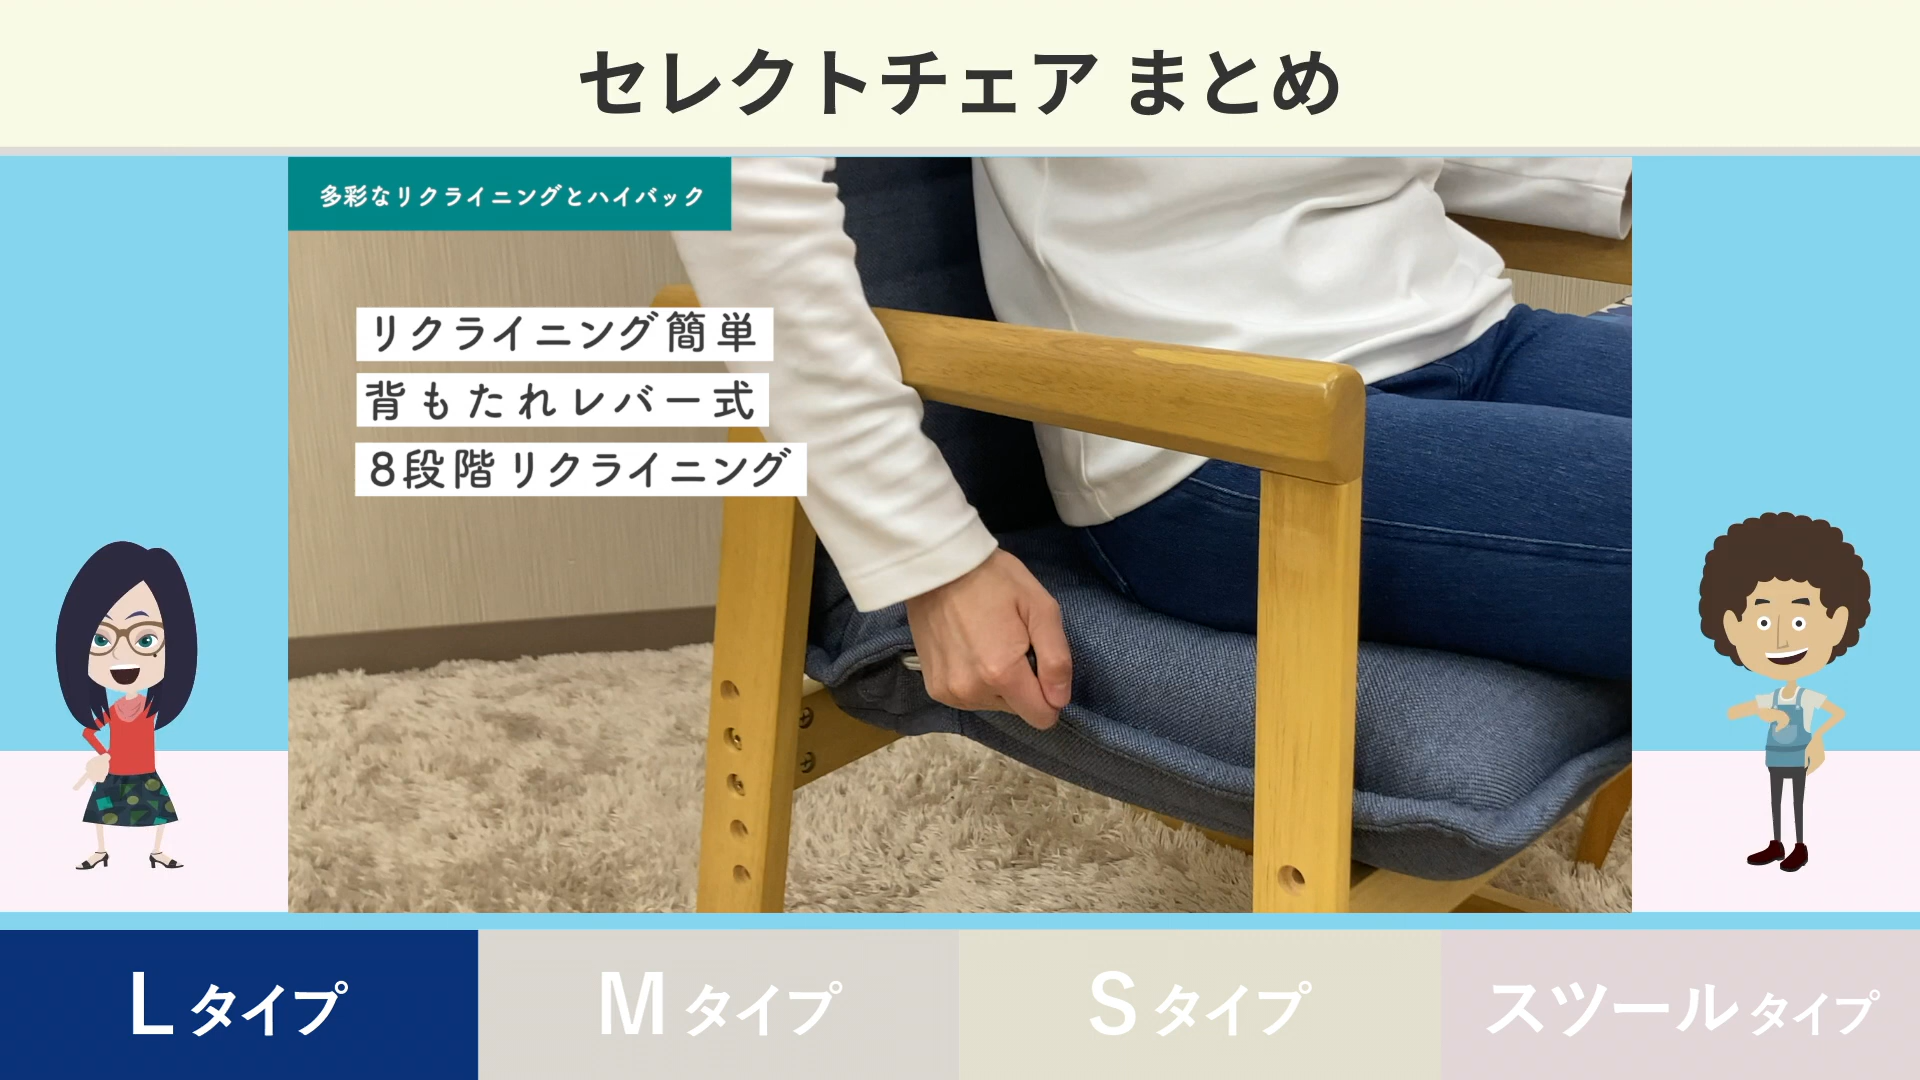 セレクトチェア まとめ
多彩なリクライニングとハイバック
リクライニング簡単
背もたれレバー式
8段階リクライニング
Lタイプ
Mタイプ
Sタイプ
スツールタイプ